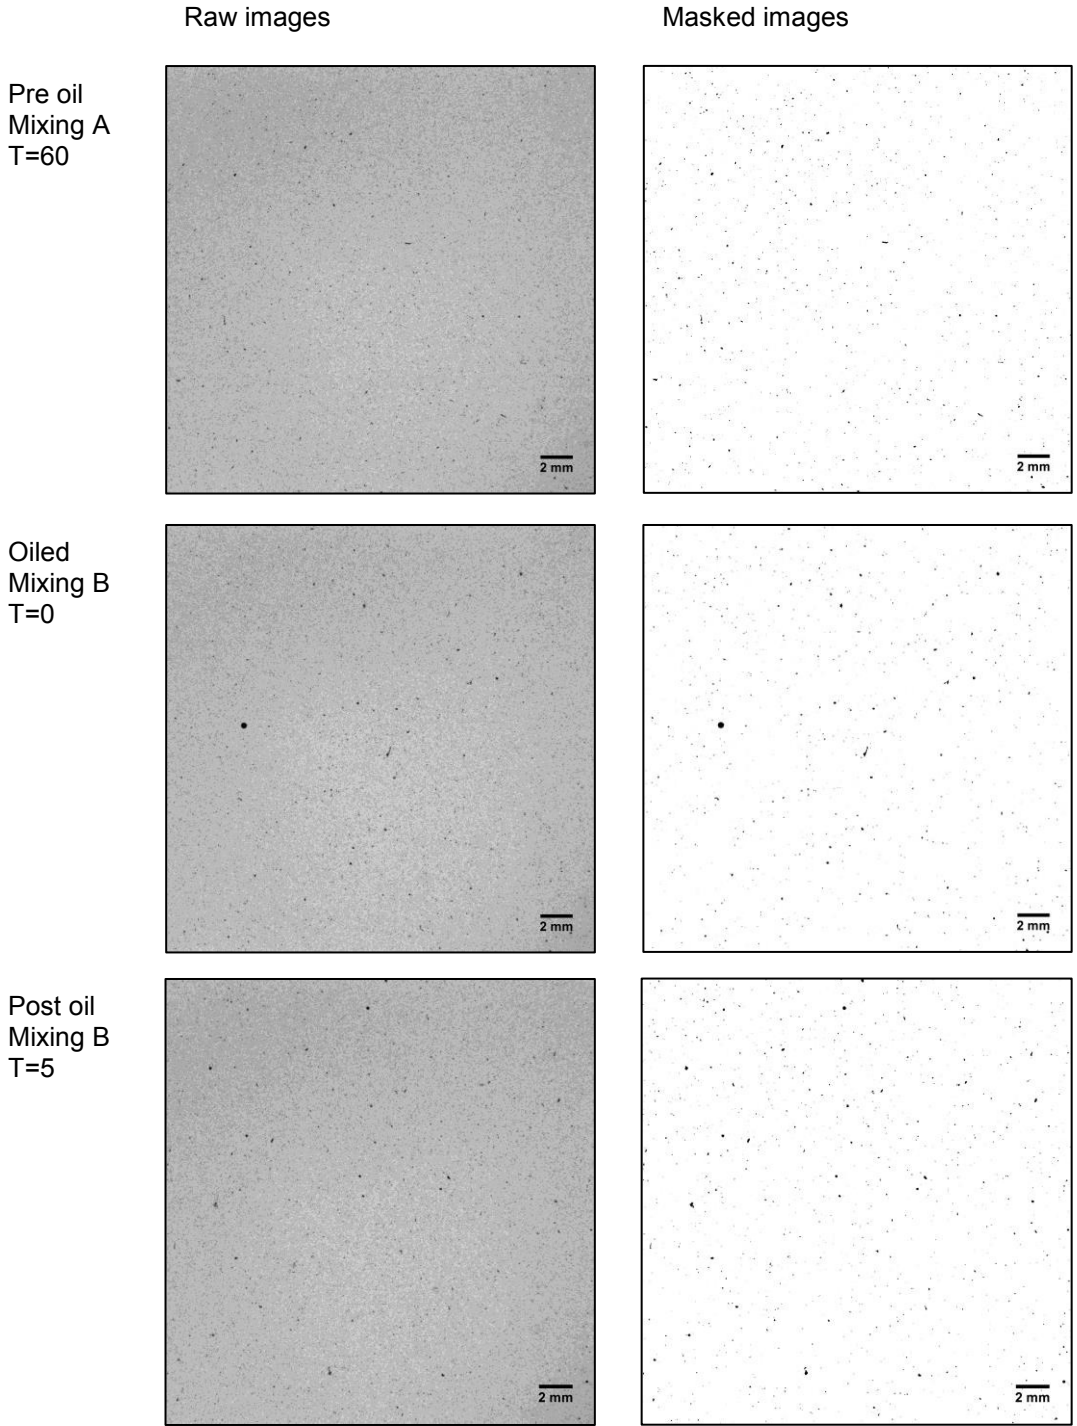 Raw images
Masked images
Pre oil
Mixing A
T=60
2 mm
2 mm
Oiled
Mixing B
T=0
2 mm
2 mm
Post oil
Mixing B
T=5
2 mm
2 mm